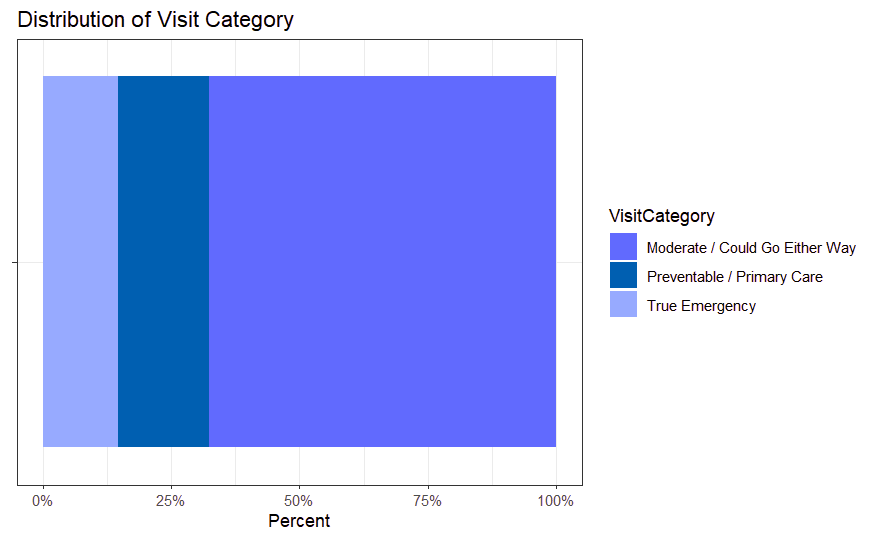 Distribution of Visit Category
VisitCategory
Moderate / Could Go Either Way
Preventable / Primary Care
True Emergency
0%
25%
50%
75%
100%
Percent